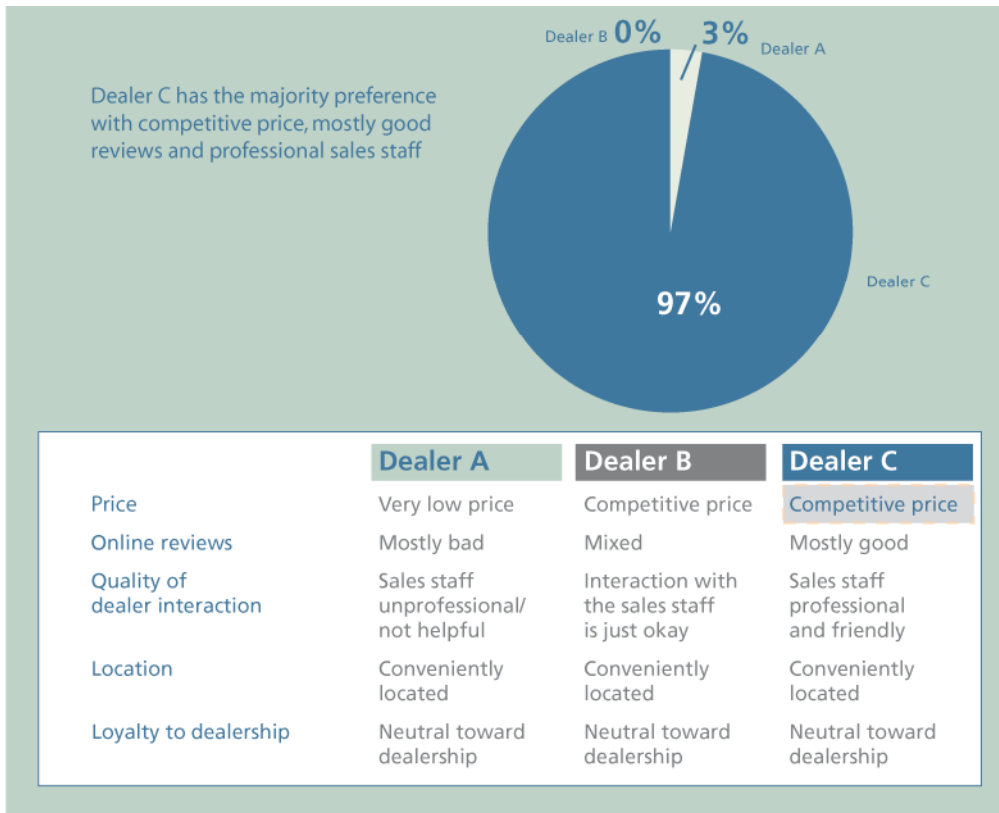 Dealer B 0%
3% Dealer A
Dealer C has the majority preference
with competitive price, mostly good
reviews and professional sales staff
Dealer C
97%
Dealer A Dealer B Dealer C
Price Very low price Competitive price Competitive price
Online reviews Mostly bad Mixed Mostly good
Quality of Sales staff Interaction with Sales staff
dealer interaction unprofessional/ the sales staff professional
not helpful is just okay and friendly
Location Conveniently Conveniently Conveniently
located located located
Loyalty to dealership Neutral toward Neutral toward Neutral toward
dealership dealership dealership